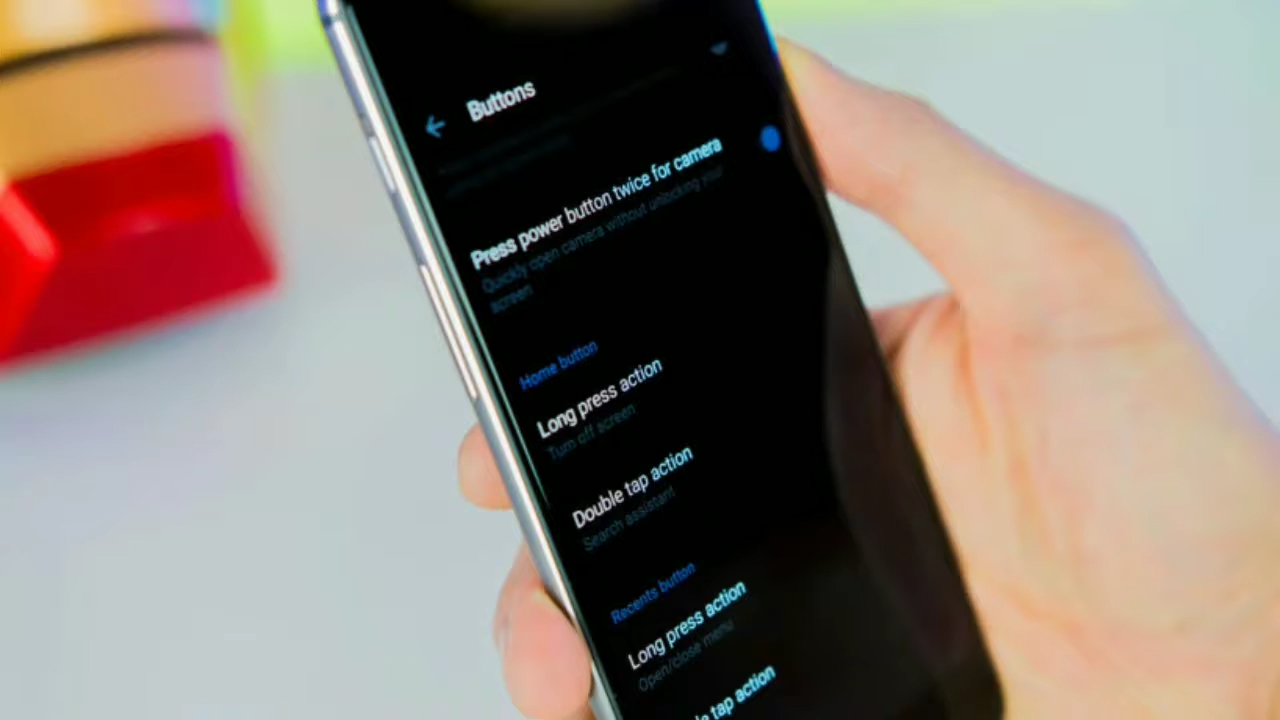 Buttons
Press power button twice for camera
Quickly open camera without unlocking your
screen
Home button
Long press action
Turn off screen
Double tap action
Search assistant
Recents button
Long press action
Open/close menu
tap action